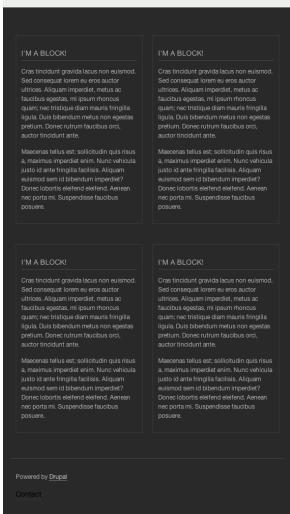 I'M A BLOCK!
Cras tincidunt gravida lacus non euismod.
Sed consequat lorem eu eros auctor
ultrices. Aliquam imperdiet, metus ac
faucibus egestas, mi ipsum rhoncus
quam; nec tristique diam mauris fringilla
ligula. Duis bibendum metus non egestas
pretium. Donec rutrum faucibus orci,
auctor tincidunt ante.
Maecenas tellus est; sollicitudin quis risus
a, maximus imperdiet enim. Nunc vehicula
justo id ante fringilla facilisis. Aliquam
euismod sem id bibendum imperdiet?
Donec lobortis eleifend eleifend. Aenean
nec porta mi. Suspendisse faucibus
posuere.
I'M A BLOCK!
Cras tincidunt gravida lacus non euismod.
Sed consequat lorem eu eros auctor
ultrices. Aliquam imperdiet, metus ac
faucibus egestas, mi ipsum rhoncus
quam; nec tristique diam mauris fringilla
ligula. Duis bibendum metus non egestas
pretium. Donec rutrum faucibus orci,
auctor tincidunt ante.
Maecenas tellus est; sollicitudin quis risus
a, maximus imperdiet enim. Nunc vehicula
justo id ante fringilla facilisis. Aliquam
euismod sem id bibendum imperdiet?
Donec lobortis eleifend eleifend. Aenean
nec porta mi. Suspendisse faucibus
posuere.
I'M A BLOCK!
Cras tincidunt gravida lacus non euismod.
Sed consequat lorem eu eros auctor
ultrices. Aliquam imperdiet, metus ac
faucibus egestas, mi ipsum rhoncus
quam; nec tristique diam mauris fringilla
ligula. Duis bibendum metus non egestas
pretium. Donec rutrum faucibus orci,
auctor tincidunt ante.
Maecenas tellus est; sollicitudin quis risus
a, maximus imperdiet enim. Nunc vehicula
justo id ante fringilla facilisis. Aliquam
euismod sem id bibendum imperdiet?
Donec lobortis eleifend eleifend. Aenean
nec porta mi. Suspendisse faucibus
posuere.
I'M A BLOCK!
Cras tincidunt gravida lacus non euismod.
Sed consequat lorem eu eros auctor
ultrices. Aliquam imperdiet, metus ac
faucibus egestas, mi ipsum rhoncus
quam; nec tristique diam mauris fringilla
ligula. Duis bibendum metus non egestas
pretium. Donec rutrum faucibus orci,
auctor tincidunt ante.
Maecenas tellus est; sollicitudin quis risus
a, maximus imperdiet enim. Nunc vehicula
justo id ante fringilla facilisis. Aliquam
euismod sem id bibendum imperdiet?
Donec lobortis eleifend eleifend. Aenean
nec porta mi. Suspendisse faucibus
posuere.
Powered by Drupal
Contact